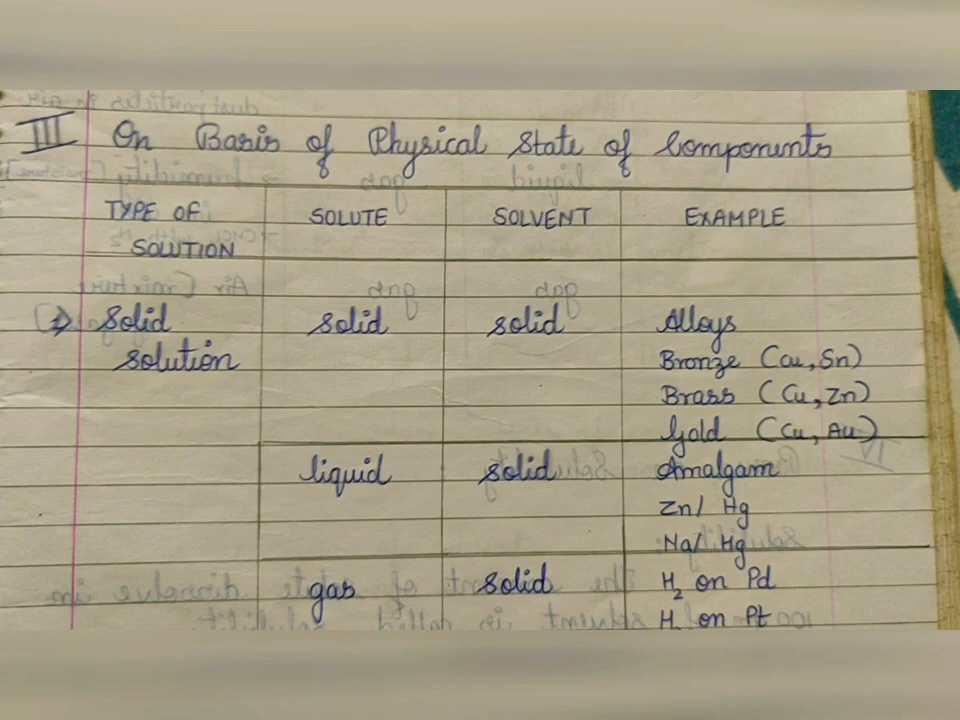 III On Basis of Physical State of Components
TYPE OF SOLUTE SOLVENT EXAMPLE
SOLUTION
1) Solid solid solid Alloys
solution Bronze (Cu, Sn)
Brass (Cu, Zn)
Gold (Cu, Au)
liquid solid Amalgam
Zn/ Hg
Na/ Hg
gas solid H₂ on Pd
H₂ on Pt